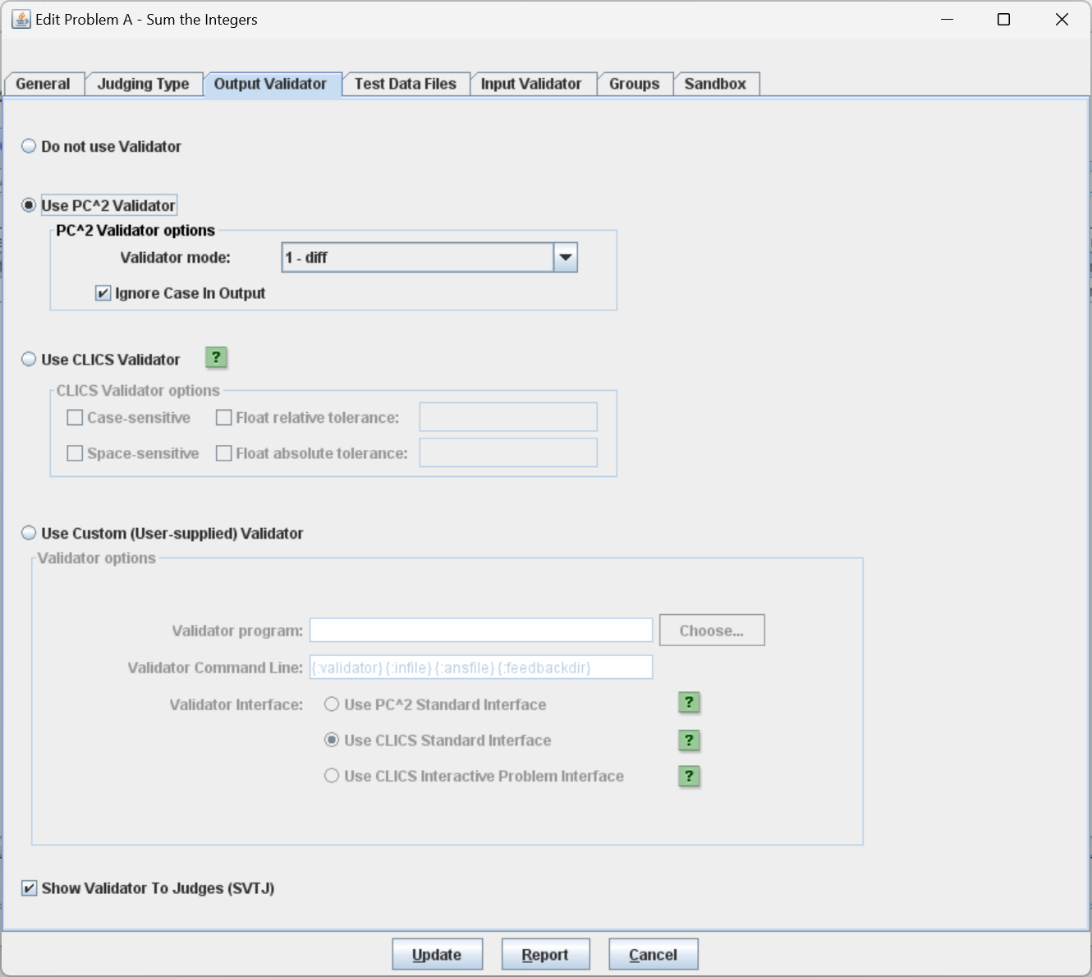 Edit Problem A - Sum the Integers
General Judging Type Output Validator Test Data Files Input Validator Groups Sandbox
Do not use Validator
Use PC^2 Validator
PC^2 Validator options
Validator mode: 1 - diff
Ignore Case In Output
Use CLICS Validator ?
CLICS Validator options
Case-sensitive Float relative tolerance:
Space-sensitive Float absolute tolerance:
Use Custom (User-supplied) Validator
Validator options
Validator program: Choose...
Validator Command Line: {:validator} {:infile} {:ansfile} {:feedbackdir}
Validator Interface: Use PC^2 Standard Interface ?
Use CLICS Standard Interface ?
Use CLICS Interactive Problem Interface ?
Show Validator To Judges (SVTJ)
Update Report Cancel